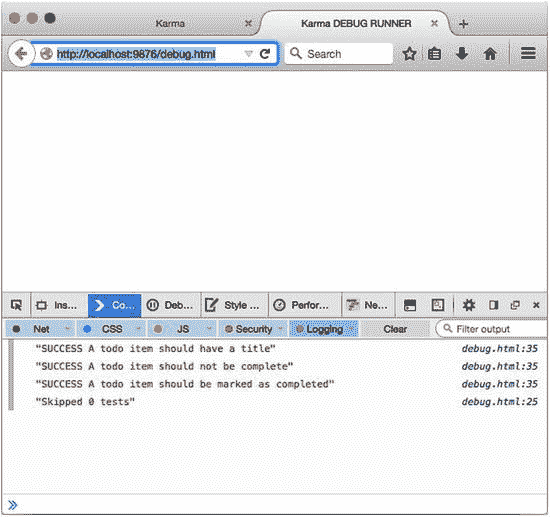 Karma
Karma DEBUG RUNNER
http://localhost:9876/debug.html
Search
Ins...
Co...
Deb...
Style ...
Perfor...
Ne...
Net
CSS
JS
Security
Logging
Clear
Filter output
"SUCCESS A todo item should have a title" debug.html:35
"SUCCESS A todo item should not be complete" debug.html:35
"SUCCESS A todo item should be marked as completed" debug.html:35
"Skipped 0 tests" debug.html:25